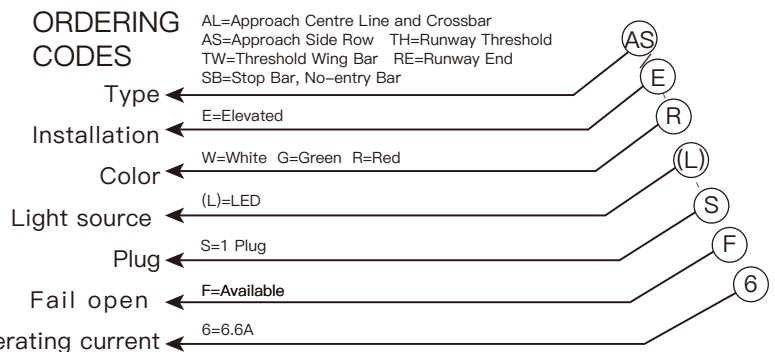 ORDERING
CODES
AL=Approach Centre Line and Crossbar
AS=Approach Side Row TH=Runway Threshold
TW=Threshold Wing Bar RE=Runway End
SB=Stop Bar, No-entry Bar
AS
Type
E=Elevated
E
Installation
W=White G=Green R=Red
R
Color
(L)=LED
(L)
Light source
S=1 Plug
S
Plug
F=Available
F
Fail open
6=6.6A
6
erating current